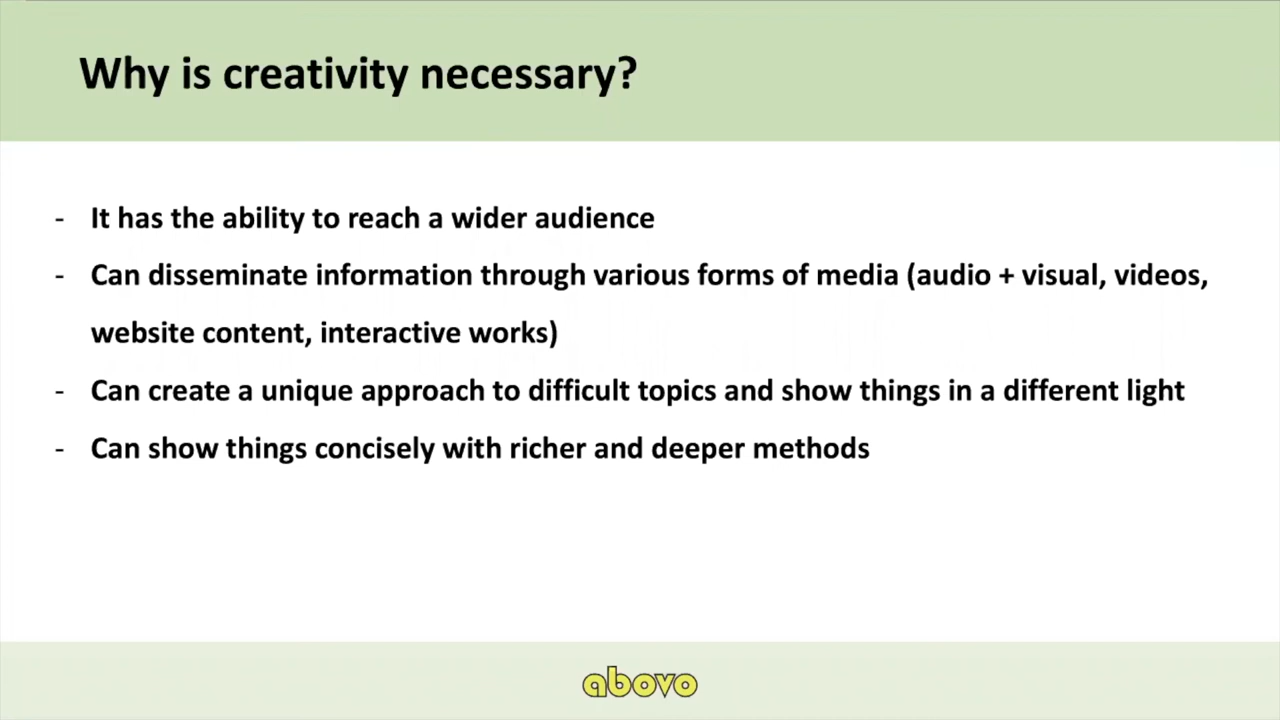 Why is creativity necessary?
- It has the ability to reach a wider audience
- Can disseminate information through various forms of media (audio + visual, videos,
website content, interactive works)
- Can create a unique approach to difficult topics and show things in a different light
- Can show things concisely with richer and deeper methods
abovo